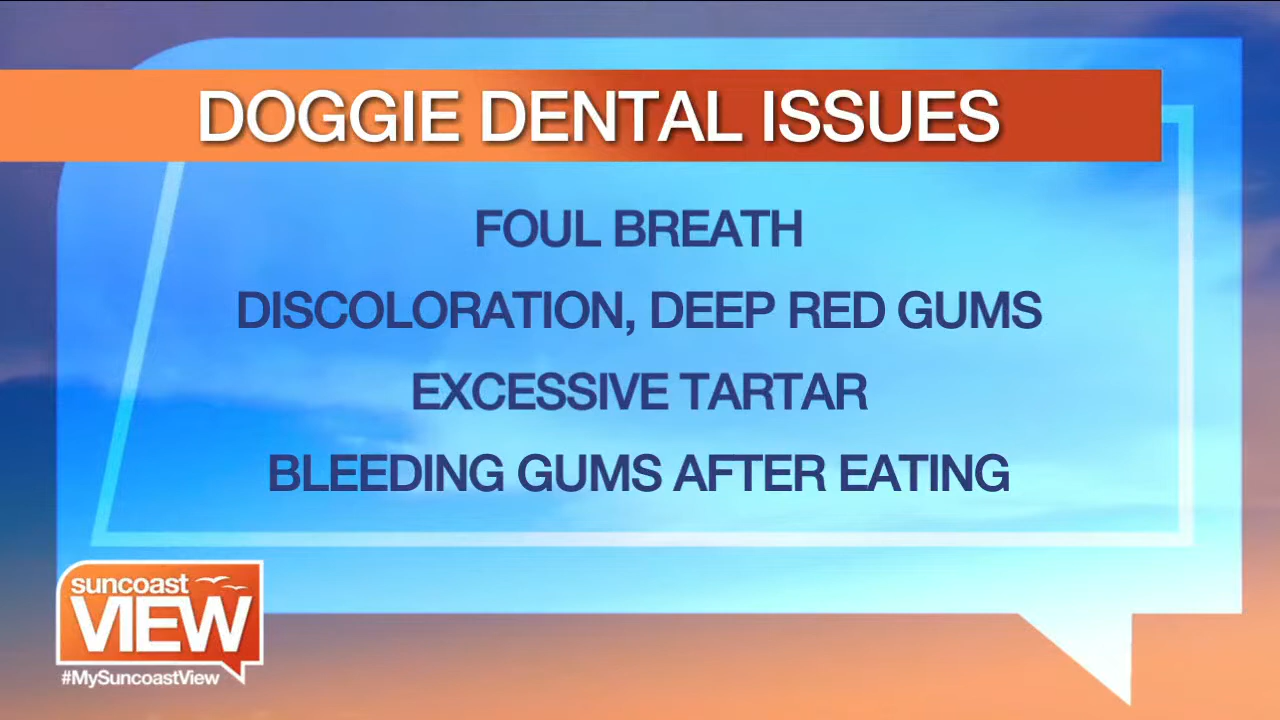 DOGGIE DENTAL ISSUES
FOUL BREATH
DISCOLORATION, DEEP RED GUMS
EXCESSIVE TARTAR
BLEEDING GUMS AFTER EATING
suncoast
VIEW
#MySuncoastView